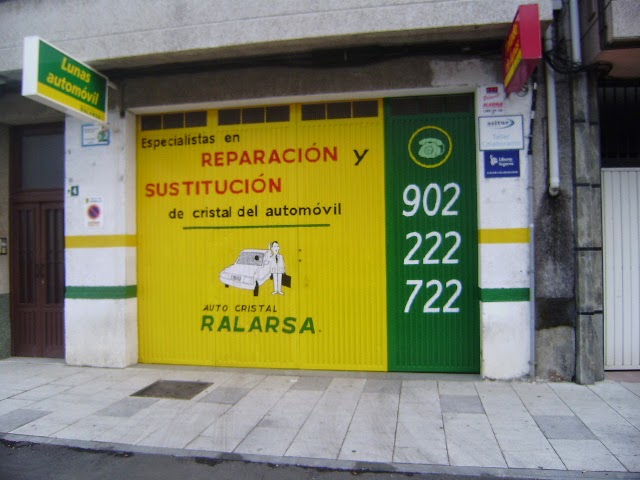 Lunas
automóvil
Especialistas en
REPARACIÓN Y
SUSTITUCIÓN
de cristal del automóvil
AUTO CRISTAL
RALARSA
902
222
722